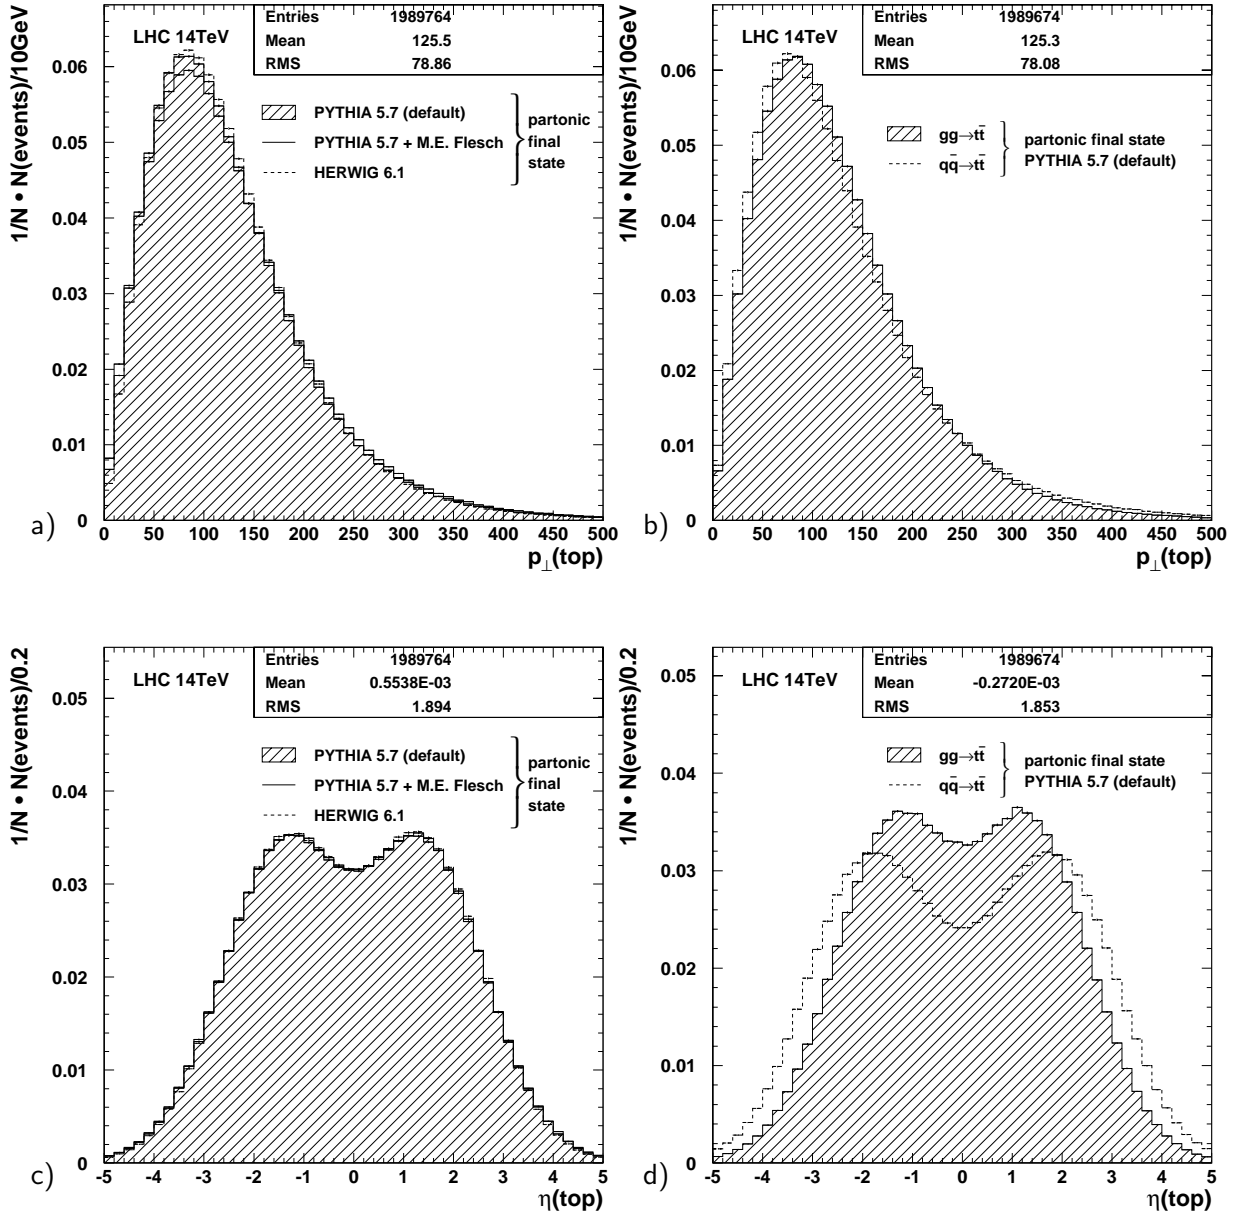 1/N • N(events)/10GeV
LHC 14TeV
Entries 1989764
Mean 125.5
RMS 78.86
PYTHIA 5.7 (default)
PYTHIA 5.7 + M.E. Flesch
HERWIG 6.1
partonic
final
state
0.06
0.05
0.04
0.03
0.02
0.01
0
0 50 100 150 200 250 300 350 400 450 500
a)
p⊥(top)
1/N • N(events)/10GeV
LHC 14TeV
Entries 1989674
Mean 125.3
RMS 78.08
gg→tt̄
qq̄→tt̄
partonic final state
PYTHIA 5.7 (default)
0.06
0.05
0.04
0.03
0.02
0.01
0
0 50 100 150 200 250 300 350 400 450 500
b)
p⊥(top)
1/N • N(events)/0.2
LHC 14TeV
Entries 1989764
Mean 0.5538E-03
RMS 1.894
PYTHIA 5.7 (default)
PYTHIA 5.7 + M.E. Flesch
HERWIG 6.1
partonic
final
state
0.05
0.04
0.03
0.02
0.01
0
-5 -4 -3 -2 -1 0 1 2 3 4 5
c)
η(top)
1/N • N(events)/0.2
LHC 14TeV
Entries 1989674
Mean -0.2720E-03
RMS 1.853
gg→tt̄
qq̄→tt̄
partonic final state
PYTHIA 5.7 (default)
0.05
0.04
0.03
0.02
0.01
0
-5 -4 -3 -2 -1 0 1 2 3 4 5
d)
η(top)